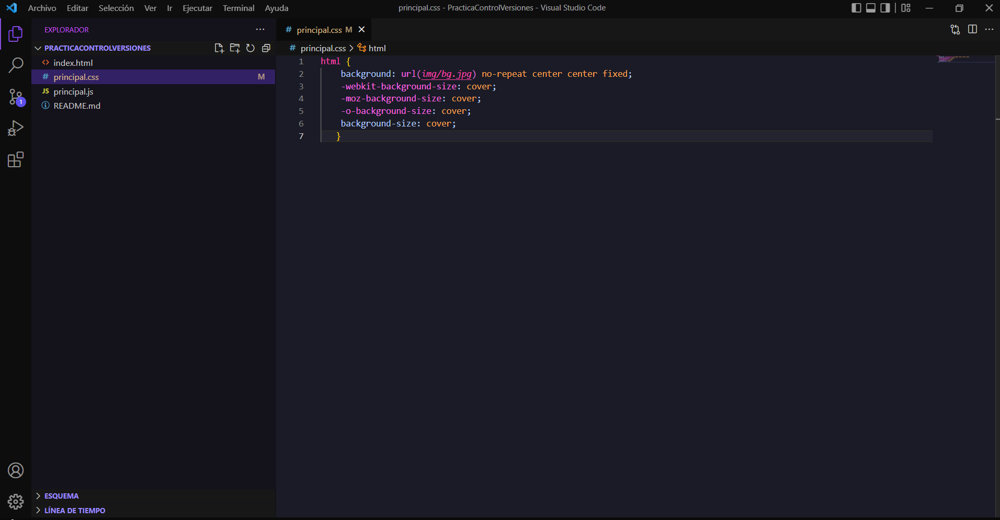 Archivo Editar Selección Ver Ir Ejecutar Terminal Ayuda
principal.css - PracticaControlVersiones - Visual Studio Code
EXPLORADOR
PRACTICACONTROLVERSIONES
<> index.html
# principal.css M
JS principal.js
README.md
1
ESQUEMA
LÍNEA DE TIEMPO
# principal.css M
# principal.css > html
1 html {
2 background: url(img/bg.jpg) no-repeat center center fixed;
3 -webkit-background-size: cover;
4 -moz-background-size: cover;
5 -o-background-size: cover;
6 background-size: cover;
7 }